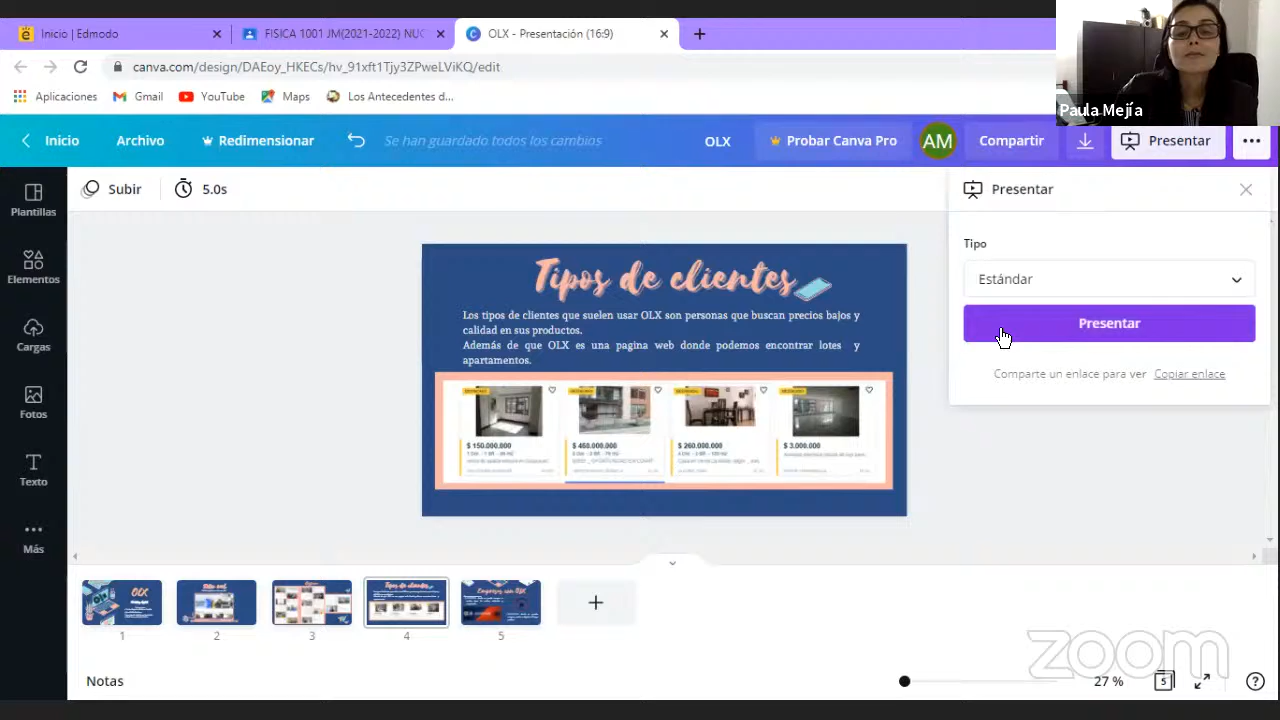 Inicio | Edmodo
FISICA 1001 JM(2021-2022) NUC
OLX - Presentación (16:9)
canva.com/design/DAEoy_HKECs/hv_91xft1Tjy3ZPweLViKQ/edit
Aplicaciones
Gmail
YouTube
Maps
Los Antecedentes d...
Paula Mejía
Inicio
Archivo
Redimensionar
Se han guardado todos los cambios
OLX
Probar Canva Pro
AM
Compartir
Presentar
Plantillas
Elementos
Cargas
Fotos
Texto
Más
Subir
5.0s
Presentar
Tipo
Estándar
Presentar
Comparte un enlace para ver Copiar enlace
Tipos de clientes
Los tipos de clientes que suelen usar OLX son personas que buscan precios bajos y
calidad en sus productos.
Además de que OLX es una pagina web donde podemos encontrar lotes y
apartamentos.
$ 150.000.000
$ 460.000.000
$ 260.000.000
$ 3.000.000
OLX
Tipos de clientes
1
2
3
4
5
Notas
27 %
5
zoom